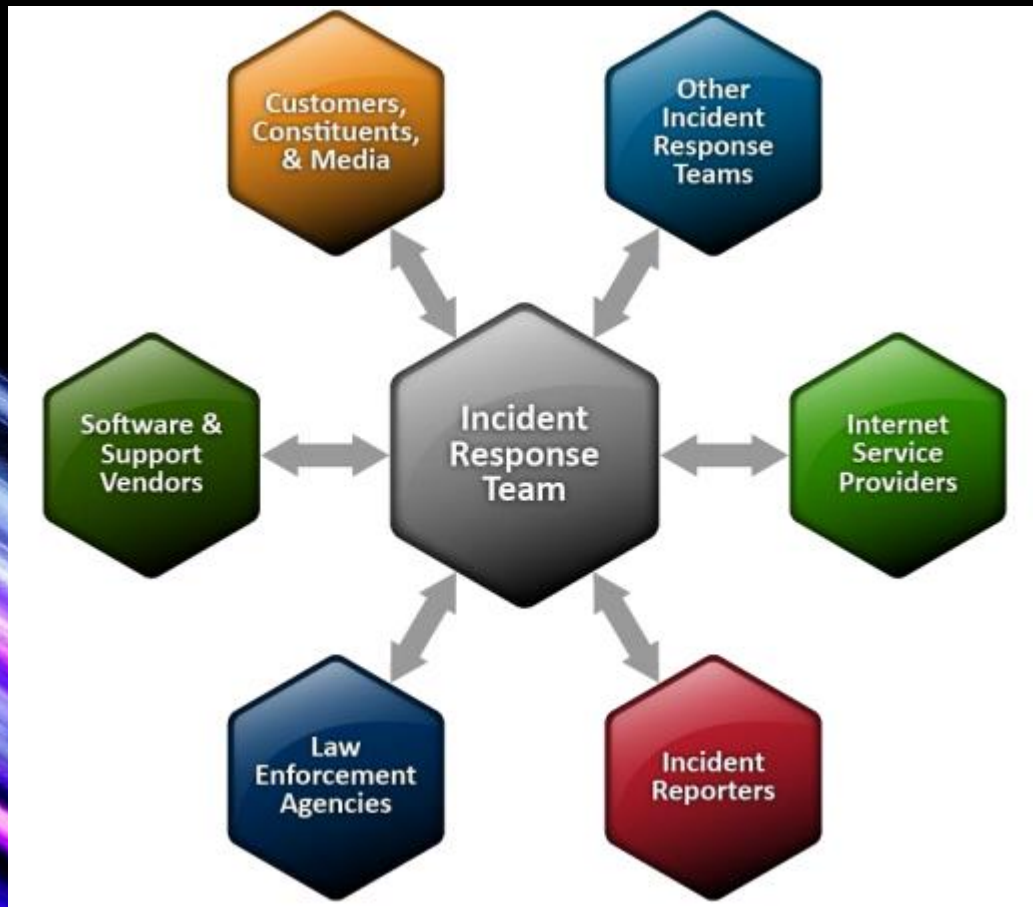 Customers,
Constituents,
& Media
Other
Incident
Response
Teams
Software &
Support
Vendors
Incident
Response
Team
Internet
Service
Providers
Law
Enforcement
Agencies
Incident
Reporters